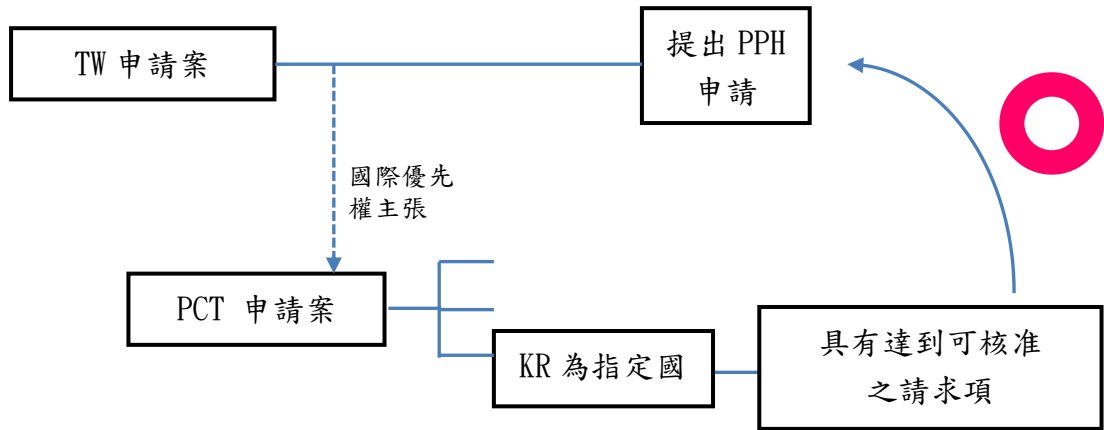 TW 申請案
提出 PPH
申請
國際優先
權主張
PCT 申請案
KR 為指定國
具有達到可核准
之請求項